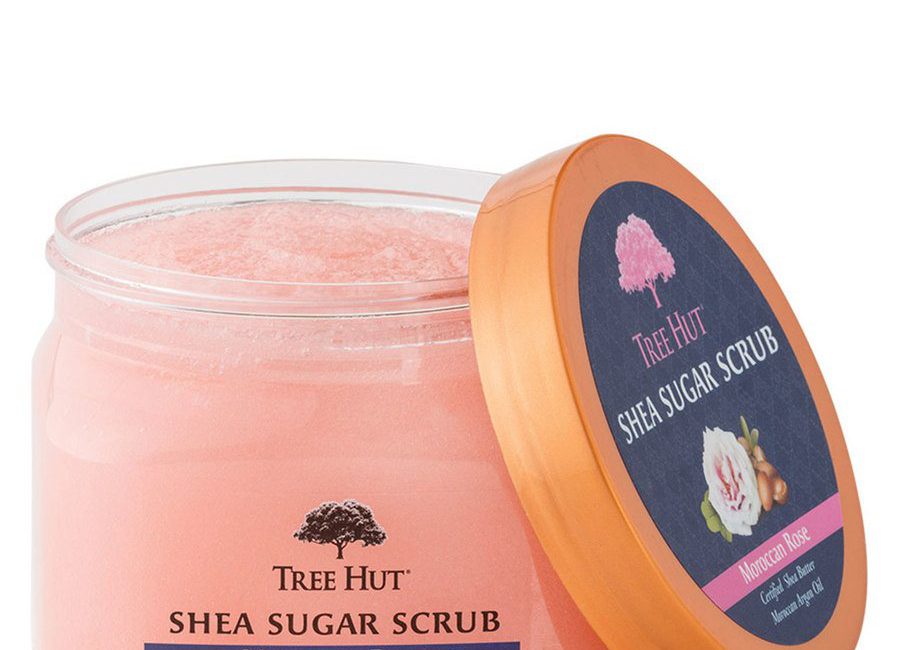 TREE HUT®
SHEA SUGAR SCRUB
TREE HUT®
SHEA SUGAR SCRUB
Moroccan Rose
Certified Shea Butter
Moroccan Argan Oil